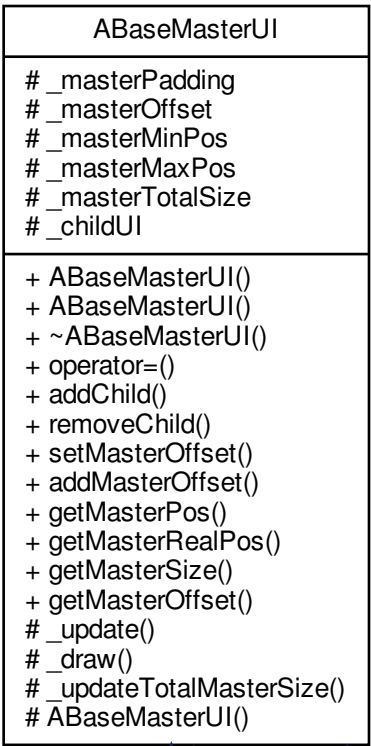 ABaseMasterUI
# _masterPadding
# _masterOffset
# _masterMinPos
# _masterMaxPos
# _masterTotalSize
# _childUI
+ ABaseMasterUI()
+ ABaseMasterUI()
+ ~ABaseMasterUI()
+ operator=()
+ addChild()
+ removeChild()
+ setMasterOffset()
+ addMasterOffset()
+ getMasterPos()
+ getMasterRealPos()
+ getMasterSize()
+ getMasterOffset()
# _update()
# _draw()
# _updateTotalMasterSize()
# ABaseMasterUI()